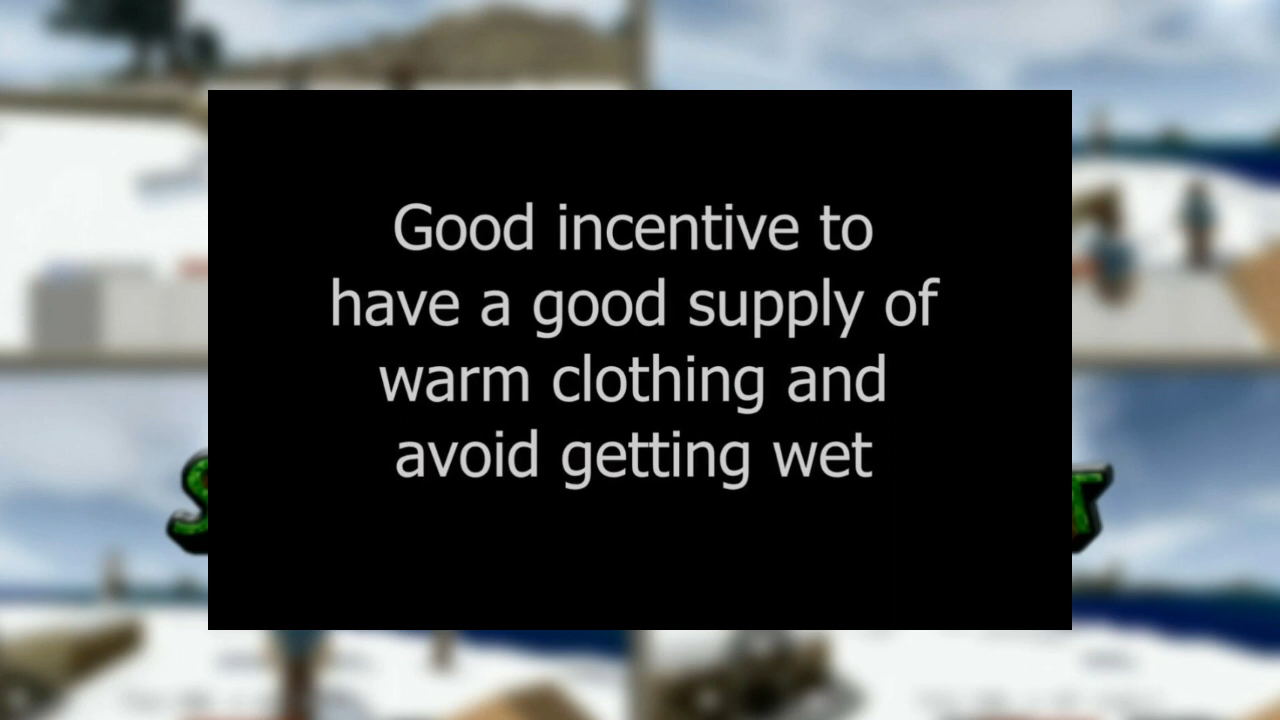 Good incentive to
have a good supply of
warm clothing and
avoid getting wet